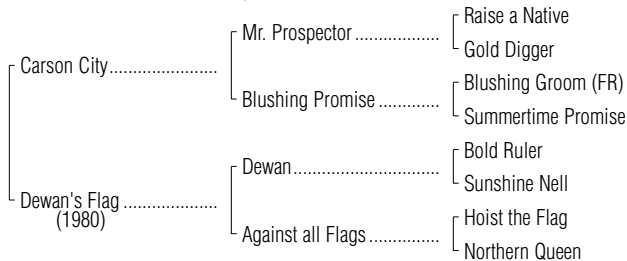 Raise a Native
Mr. Prospector ..................
Gold Digger
Carson City.......................
Blushing Groom (FR)
Blushing Promise .............
Summertime Promise
Bold Ruler
Dewan...............................
Sunshine Nell
Dewan's Flag ....................
(1980)
Hoist the Flag
Against all Flags ...............
Northern Queen